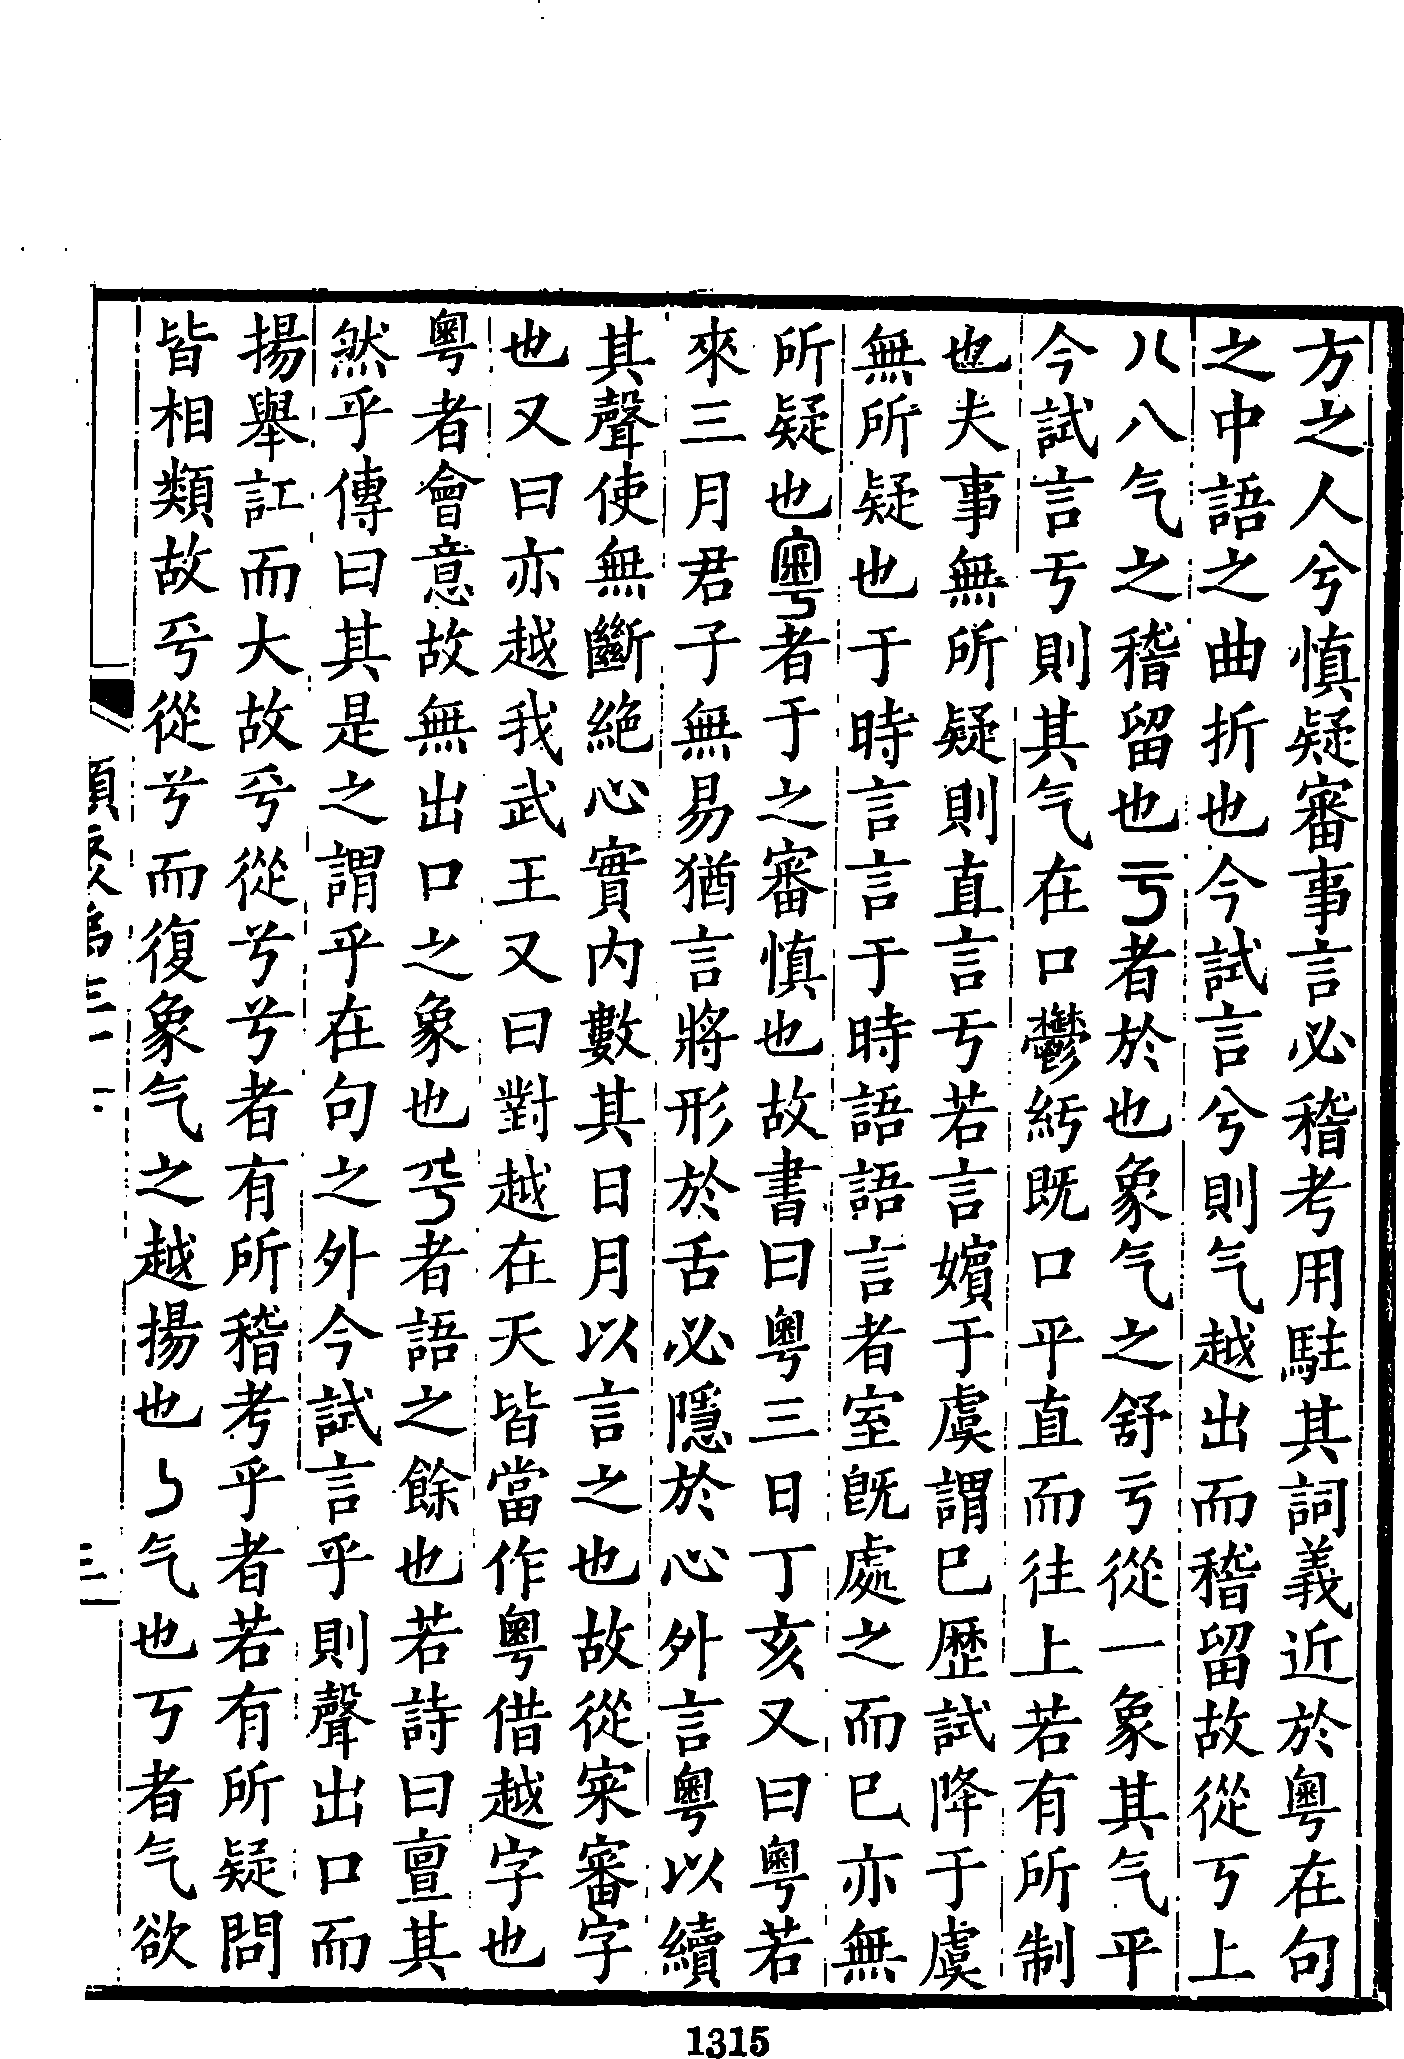 方之人兮慎疑審事言必稽考用駐其詞義近於粤在句
之中語之曲折也今試言兮則气越出而稽留故從丂上
八八气之稽留也亏者於也象气之舒亏從一象其气平
今試言亏則其气在口鬱紆既口平直而往上若有所制
也夫事無所疑則直言亏若言嬪于虞謂已歴試降于虞
無所疑也于時言言于時語語言者室既處之而已亦無
所疑也粤者于之審慎也故書曰粤三日丁亥又曰粤若
來三月君子無易猶言將形於舌必隱於心外言粤以續
其聲使無斷絶心實内數其日月以言之也故從宷審字
也又曰亦越我武王又曰對越在天皆當作粤借越字也
粤者會意故無出口之象也乎者語之餘也若詩曰亶其
然乎傳曰其是之謂乎在句之外今試言乎則聲出口而
揚舉訌而大故乎從兮兮者有所稽考乎者若有所疑問
皆相類故乎從兮而復象气之越揚也乀气也丂者气欲
三
1315